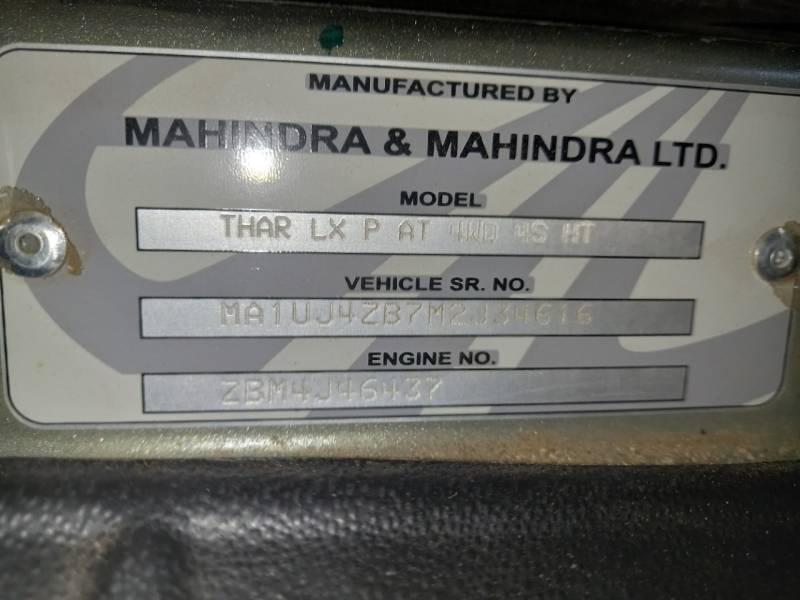 MANUFACTURED BY
MAHINDRA & MAHINDRA LTD.
MODEL
THAR LX P AT 4WD 4S HT
VEHICLE SR. NO.
MA1UJ4ZB7M2J34616
ENGINE NO.
ZBM4J46437